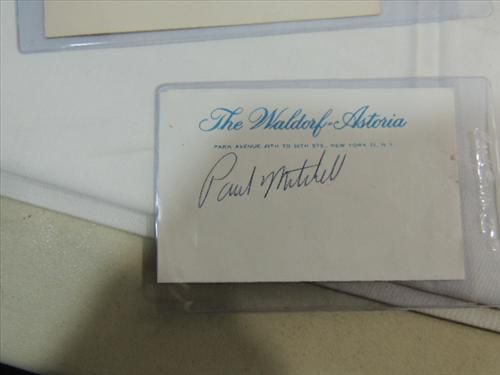 The Waldorf-Astoria
PARK AVENUE 49TH TO 50TH STS. NEW YORK 22, N. Y.
Paul Mitchell